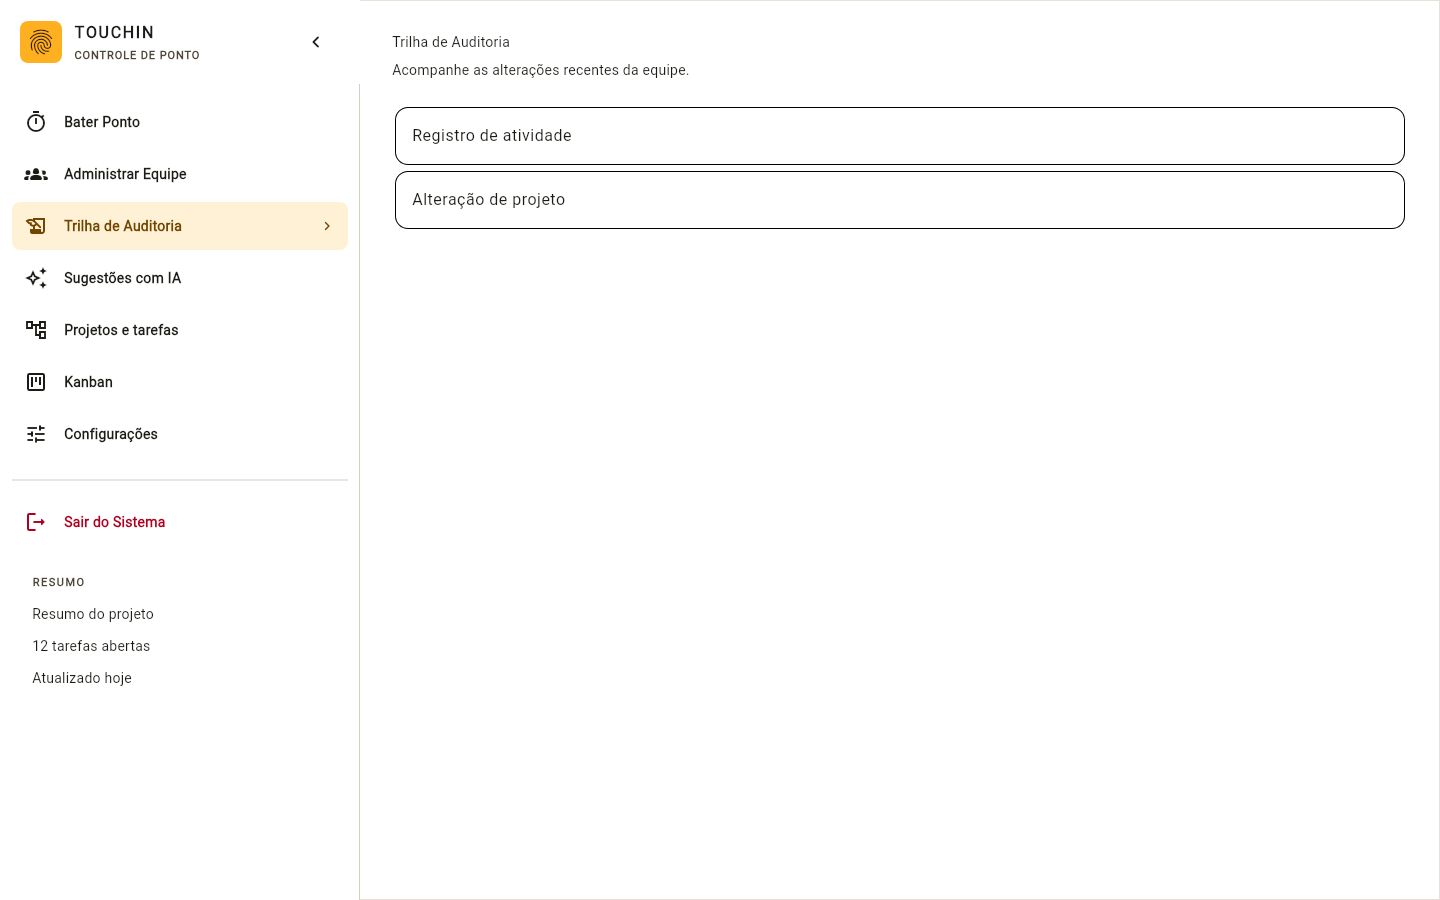 TOUCHIN
CONTROLE DE PONTO
Bater Ponto
Administrar Equipe
Trilha de Auditoria
Sugestões com IA
Projetos e tarefas
Kanban
Configurações
Sair do Sistema
RESUMO
Resumo do projeto
12 tarefas abertas
Atualizado hoje
Trilha de Auditoria
Acompanhe as alterações recentes da equipe.
Registro de atividade
Alteração de projeto